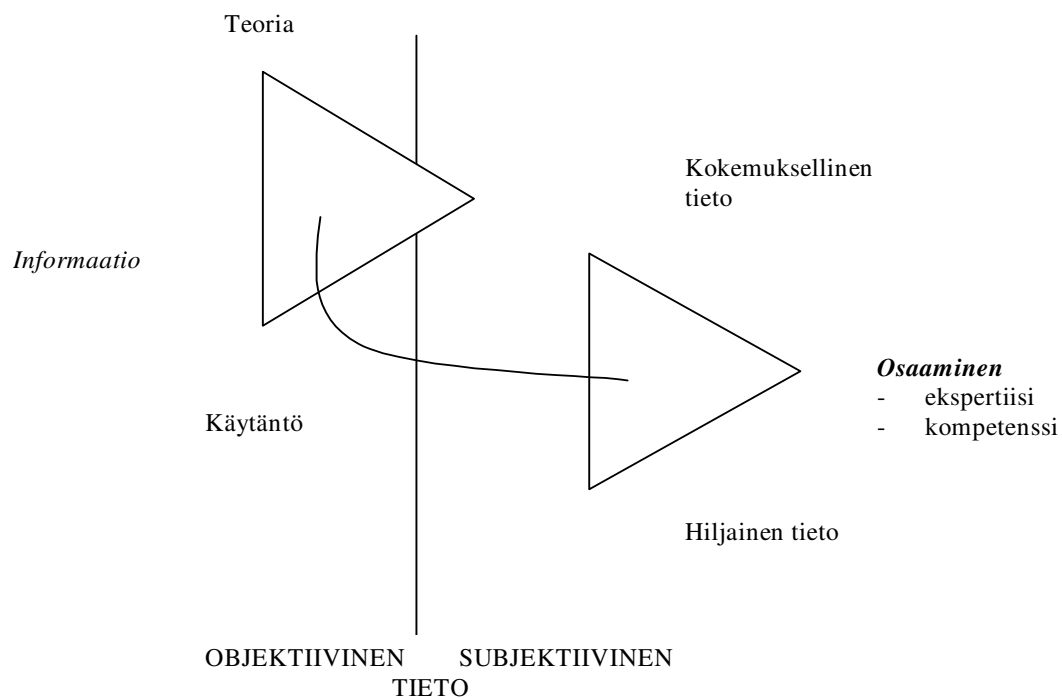 Teoria
Kokemuksellinen
tieto
Informaatio
Osaaminen
- ekspertiisi
- kompetenssi
Käytäntö
Hiljainen tieto
OBJEKTIIVINEN SUBJEKTIIVINEN
TIETO